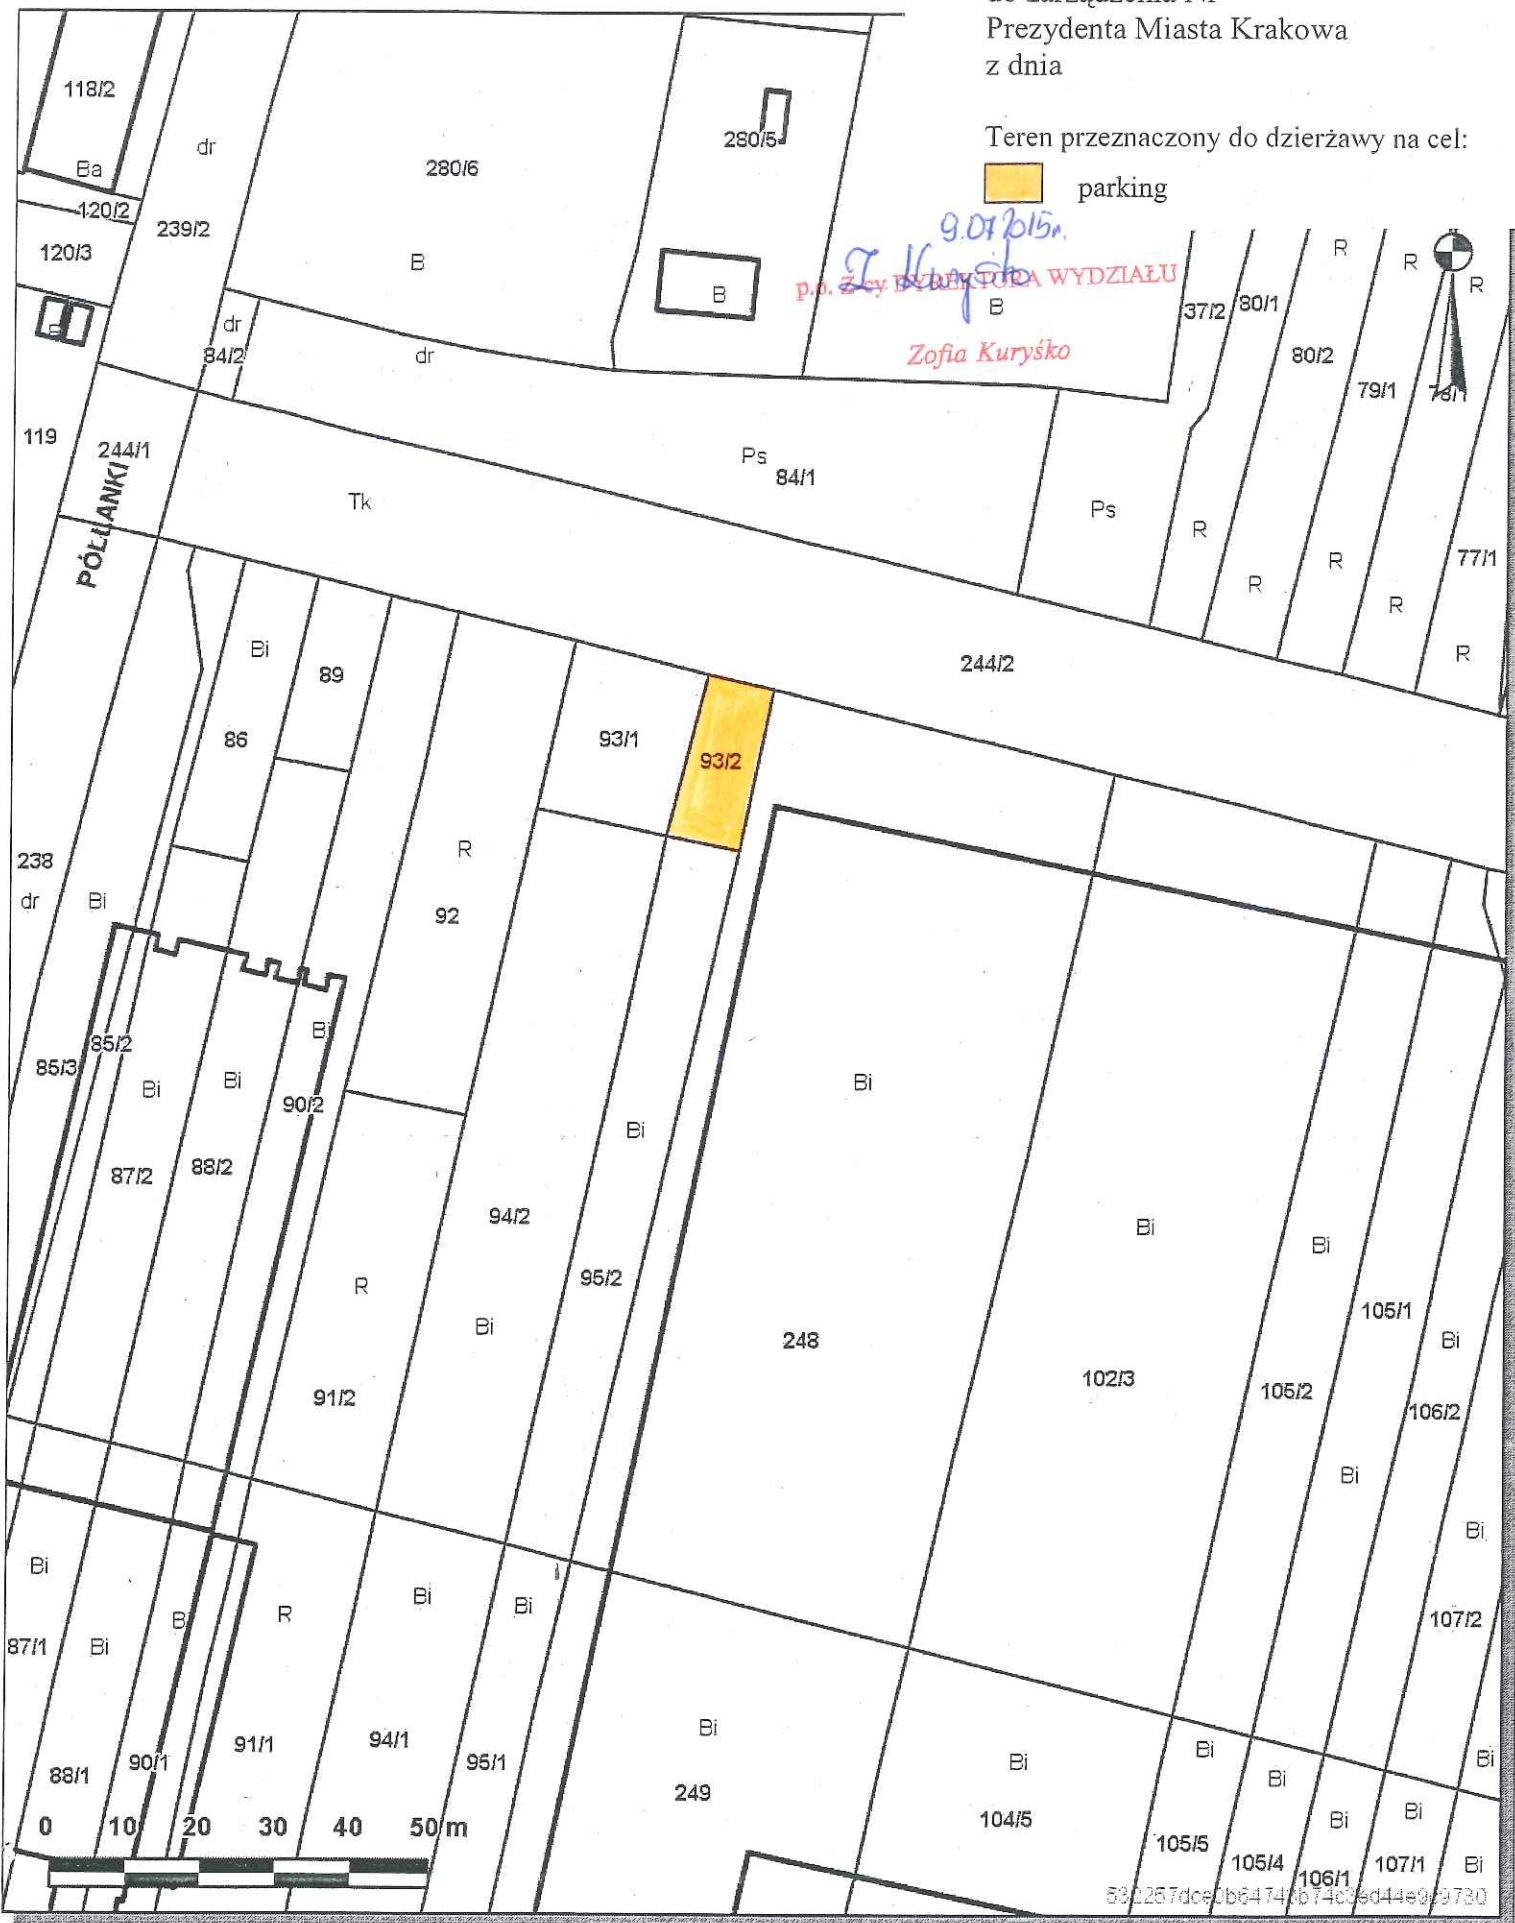 do Zarządzenia Nr
Prezydenta Miasta Krakowa
z dnia
Teren przeznaczony do dzierżawy na cel:
parking
9.07.2015r.
p.o. Z-cy DYREKTORA WYDZIAŁU
Zofia Kuryśko
118/2
Ba
120/2
120/3
dr
239/2
280/6
B
280/5
B
B
37/2
80/1
R
R
R
80/2
79/1
78/1
dr
84/2
dr
119
244/1
PÓŁŁANKI
Tk
Ps
84/1
Ps
R
R
R
R
77/1
R
244/2
Bi
89
86
93/1
93/2
R
92
238
dr
Bi
85/3
85/2
Bi
Bi
Bi
90/2
87/2
88/2
Bi
94/2
95/2
R
Bi
91/2
Bi
248
Bi
102/3
Bi
105/2
105/1
Bi
106/2
Bi
Bi
107/2
Bi
87/1
Bi
88/1
B
90/1
R
91/1
Bi
94/1
Bi
95/1
Bi
249
Bi
104/5
Bi
105/5
Bi
105/4
Bi
106/1
Bi
107/1
Bi
Bi
0 10 20 30 40 50 m